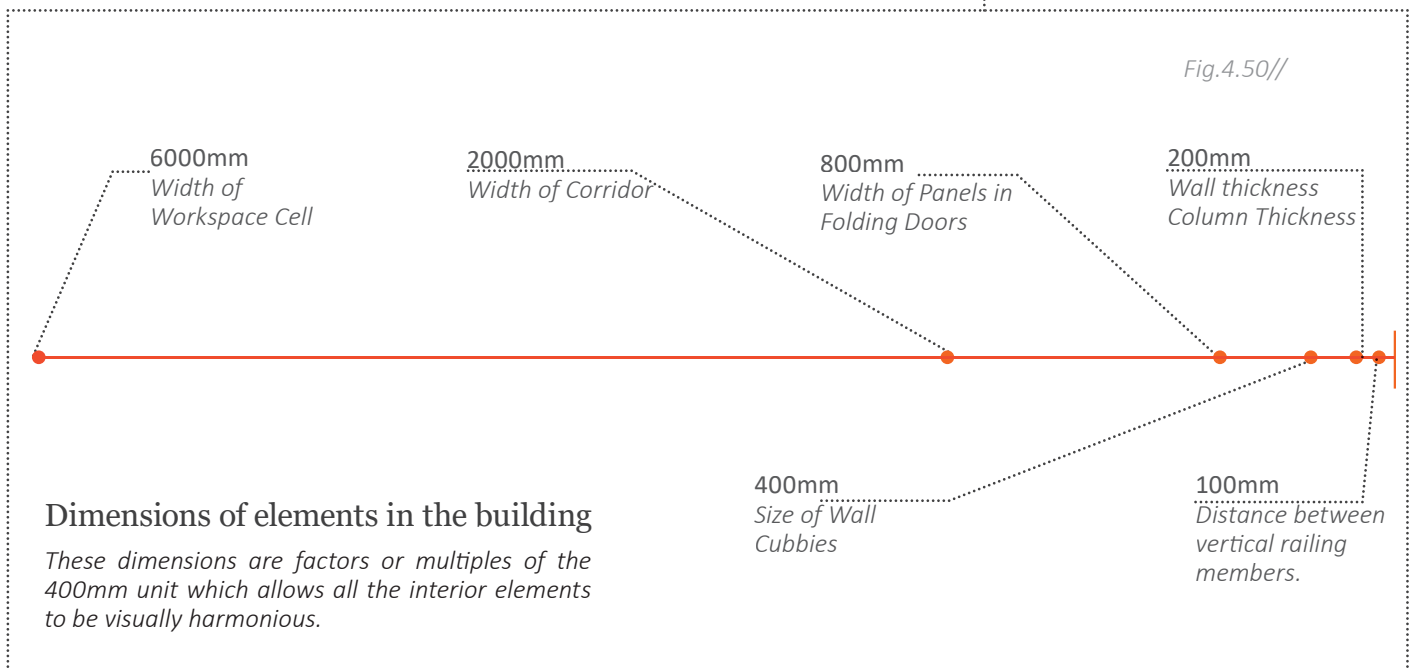 Fig.4.50//
6000mm
Width of
Workspace Cell
2000mm
Width of Corridor
800mm
Width of Panels in
Folding Doors
200mm
Wall thickness
Column Thickness
400mm
Size of Wall
Cubbies
100mm
Distance between
vertical railing
members.
Dimensions of elements in the building
These dimensions are factors or multiples of the
400mm unit which allows all the interior elements
to be visually harmonious.